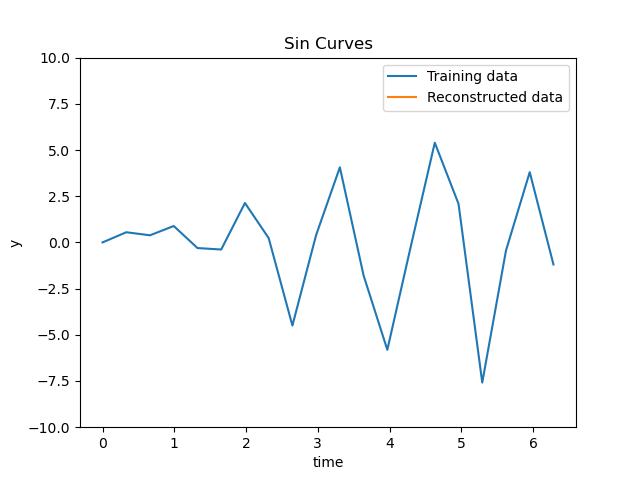 Sin Curves
Training data
Reconstructed data
10.0
7.5
5.0
2.5
0.0
−2.5
−5.0
−7.5
−10.0
y
0 1 2 3 4 5 6
time